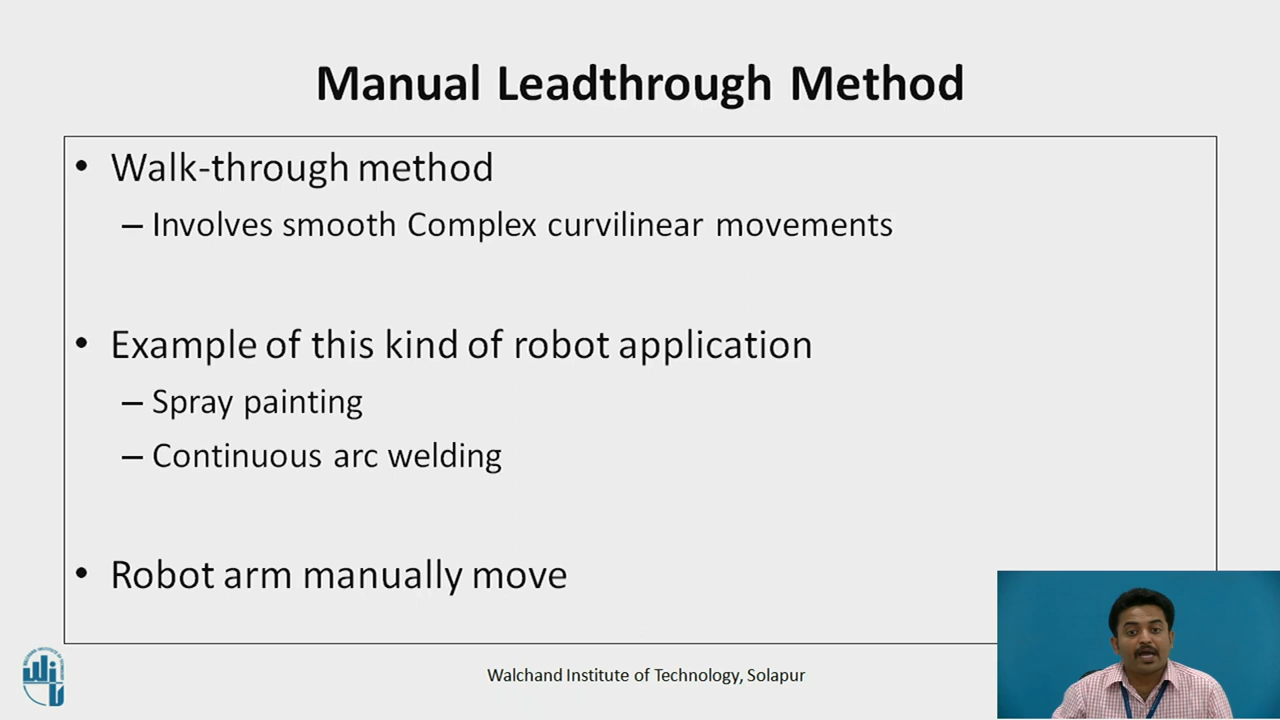 Manual Leadthrough Method
• Walk-through method
– Involves smooth Complex curvilinear movements
• Example of this kind of robot application
– Spray painting
– Continuous arc welding
• Robot arm manually move
Walchand Institute of Technology, Solapur